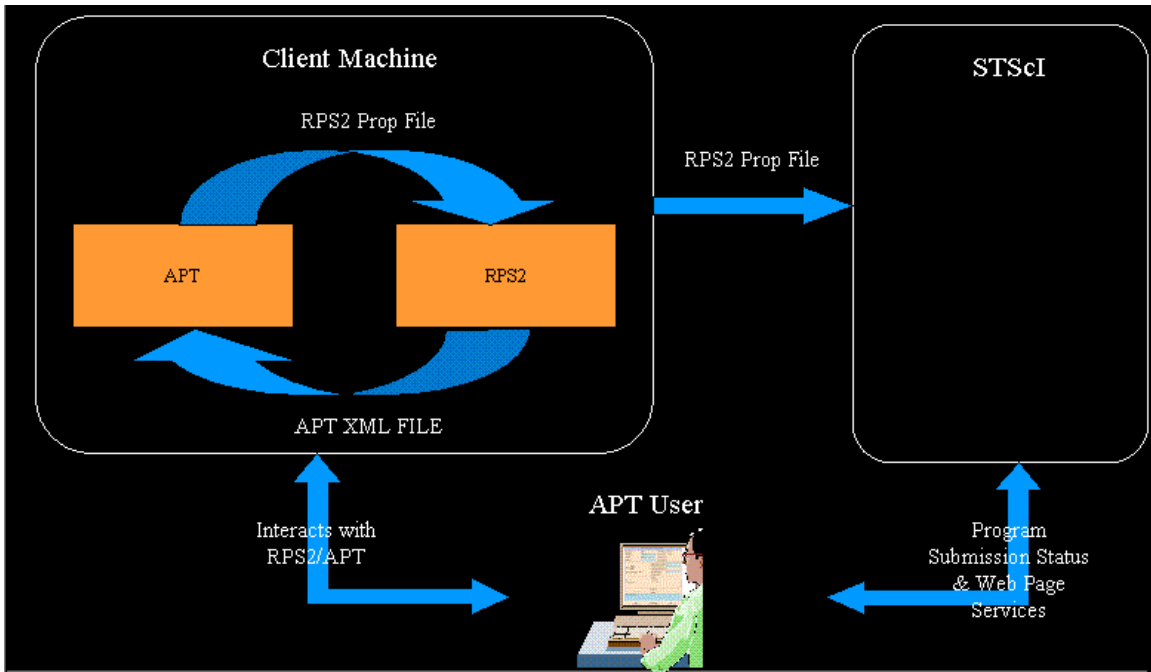 Client Machine
STScI
RPS2 Prop File
RPS2 Prop File
APT
RPS2
APT XML FILE
APT User
Interacts with
RPS2/APT
Program
Submission Status
& Web Page
Services